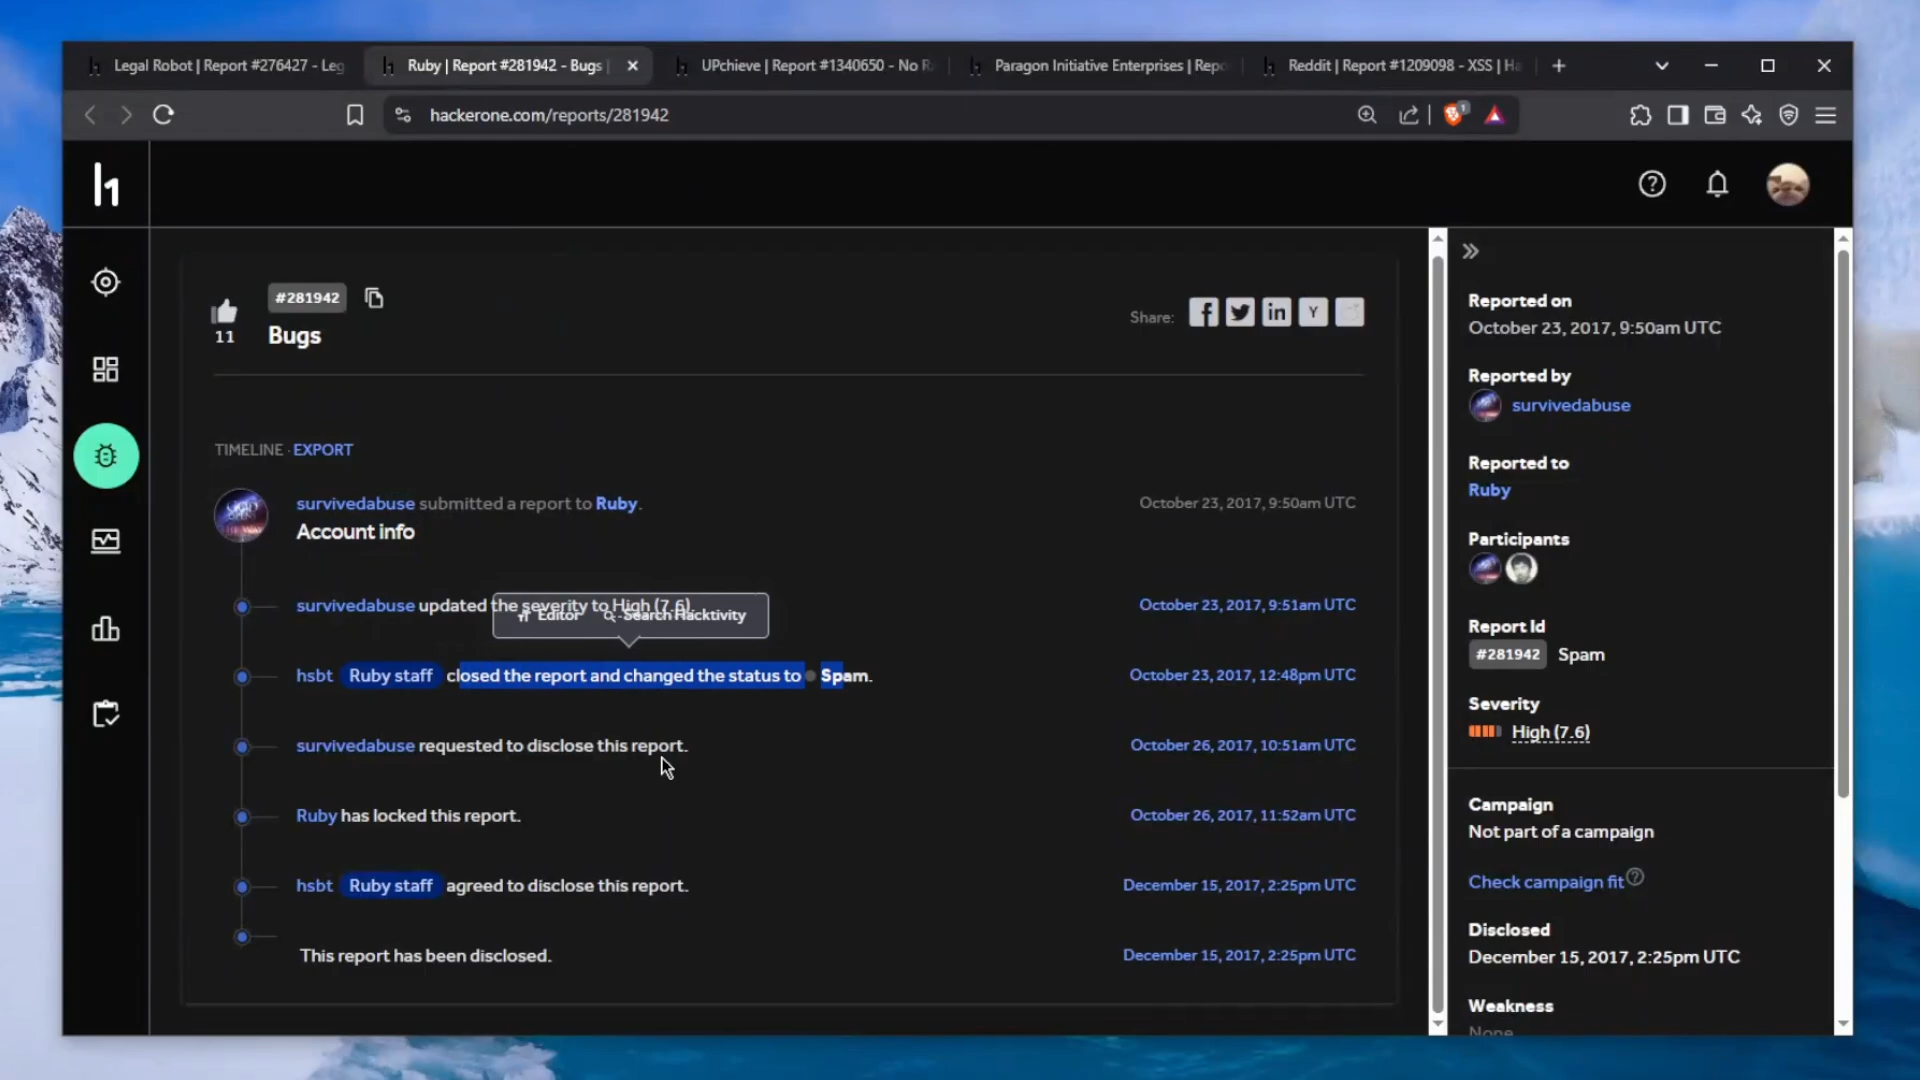 Legal Robot | Report #276427 - Leg
Ruby | Report #281942 - Bugs |
UPchieve | Report #1340650 - No R
Paragon Initiative Enterprises | Repo
Reddit | Report #1209098 - XSS | Ha
hackerone.com/reports/281942
1
h1
11
#281942
Bugs
Share:
TIMELINE · EXPORT
survivedabuse submitted a report to Ruby.
October 23, 2017, 9:50am UTC
Account info
survivedabuse updated the severity to High (7.6).
October 23, 2017, 9:51am UTC
Editor
Search Hacktivity
hsbt Ruby staff closed the report and changed the status to Spam.
October 23, 2017, 12:48pm UTC
survivedabuse requested to disclose this report.
October 26, 2017, 10:51am UTC
Ruby has locked this report.
October 26, 2017, 11:52am UTC
hsbt Ruby staff agreed to disclose this report.
December 15, 2017, 2:25pm UTC
This report has been disclosed.
December 15, 2017, 2:25pm UTC
Reported on
October 23, 2017, 9:50am UTC
Reported by
survivedabuse
Reported to
Ruby
Participants
Report Id
#281942 Spam
Severity
High (7.6)
Campaign
Not part of a campaign
Check campaign fit
Disclosed
December 15, 2017, 2:25pm UTC
Weakness
None